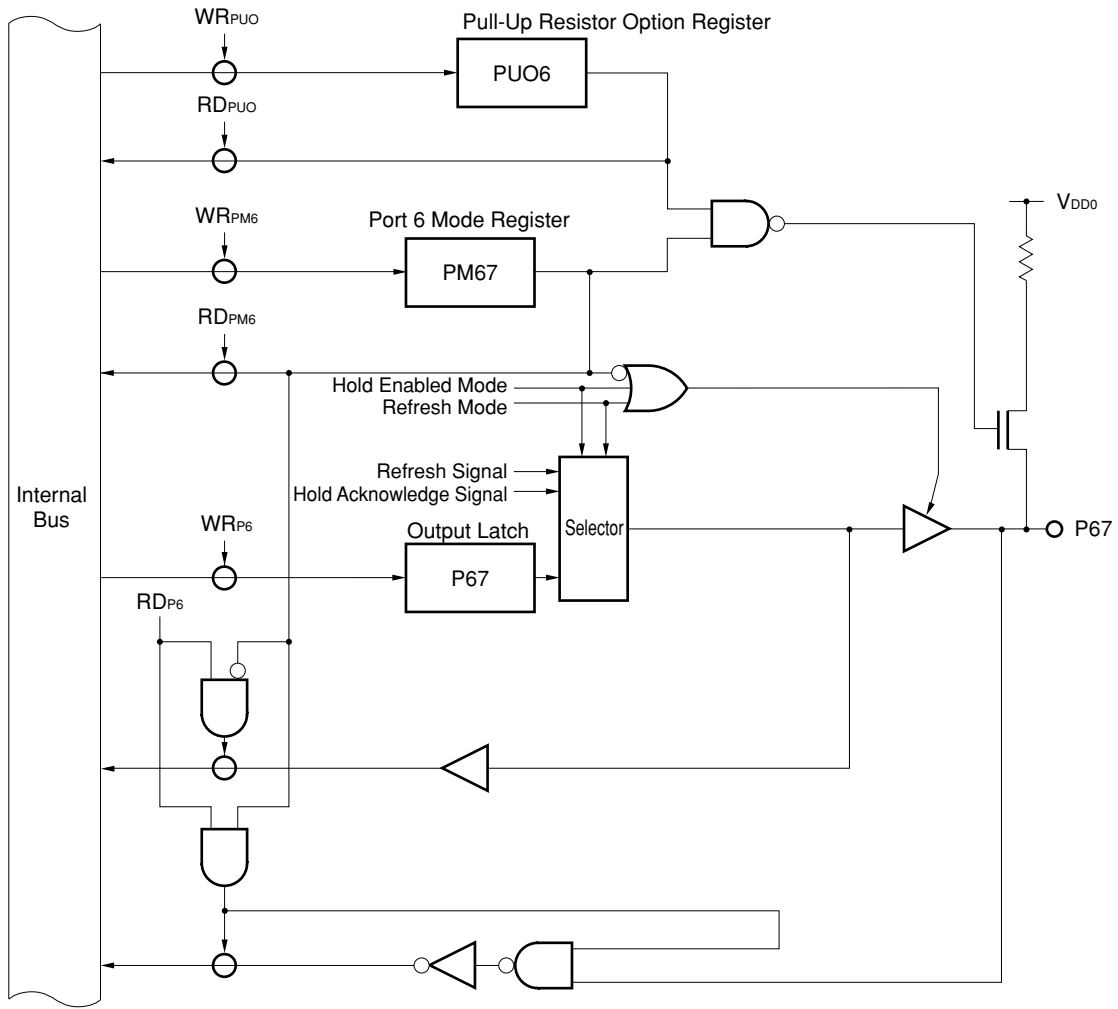 WRPUO
Pull-Up Resistor Option Register
PUO6
RDPUO
WRPM6
Port 6 Mode Register
PM67
VDD0
RDPM6
Hold Enabled Mode
Refresh Mode
Refresh Signal
Hold Acknowledge Signal
Internal
Bus
WRP6
Output Latch
P67
Selector
P67
RDP6